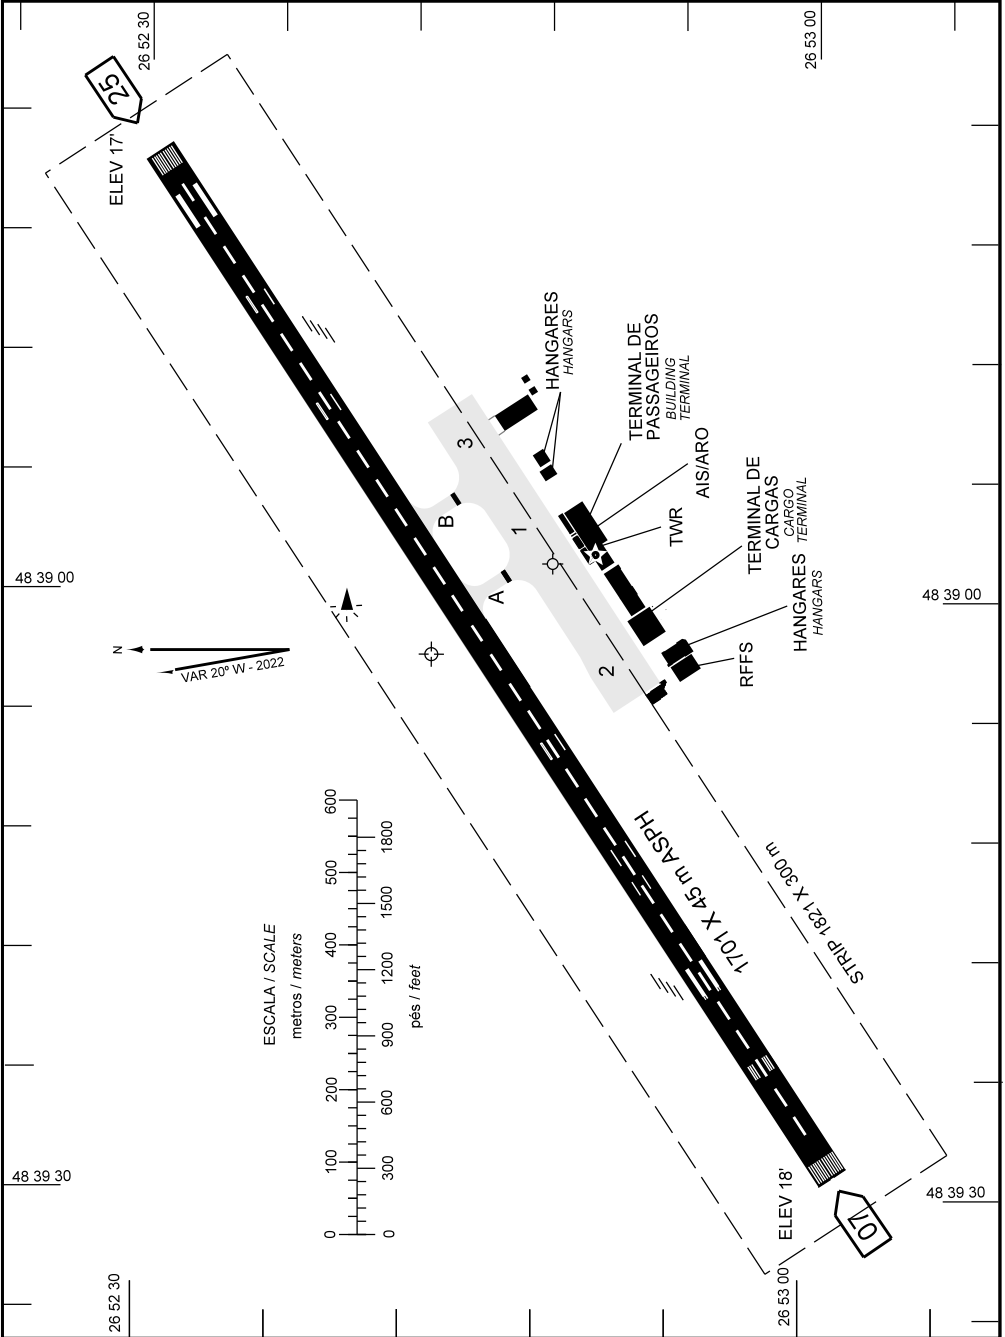 26 52 30
26 53 00
25
ELEV 17'
HANGARES
HANGARS
TERMINAL DE
PASSAGEIROS
BUILDING
TERMINAL
3
B
1
AIS/ARO
TWR
TERMINAL DE
CARGAS
CARGO
TERMINAL
A
HANGARES
HANGARS
48 39 00
48 39 00
N
VAR 20º W - 2022
2
RFFS
ESCALA / SCALE
metros / meters
0 100 200 300 400 500 600
0 300 600 900 1200 1500 1800
pés / feet
1701 X 45 m ASPH
STRIP 1821 X 300 m
48 39 30
48 39 30
ELEV 18'
07
26 52 30
26 53 00